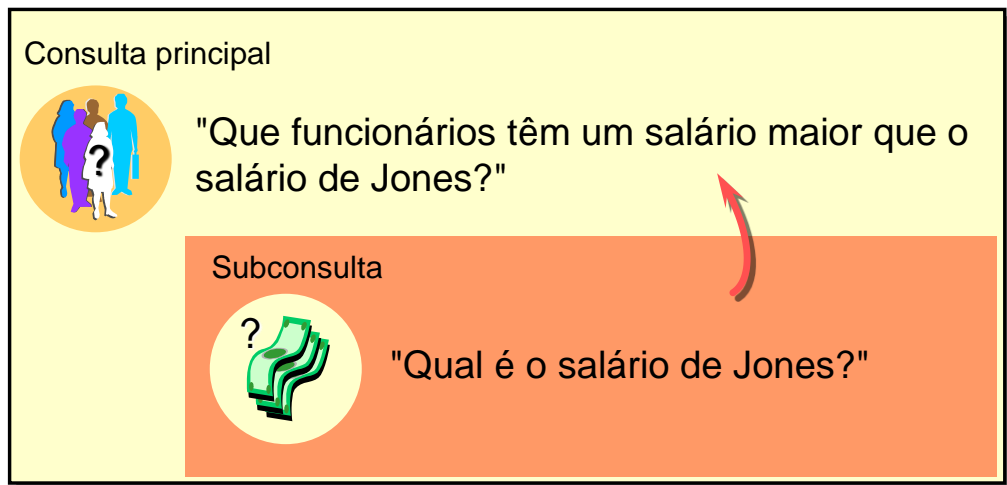 Consulta principal
?
"Que funcionários têm um salário maior que o
salário de Jones?"
Subconsulta
?
"Qual é o salário de Jones?"